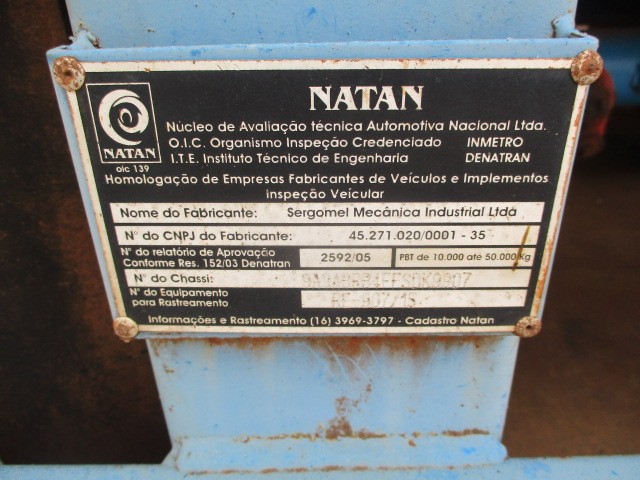 NATAN
Núcleo de Avaliação técnica Automotiva Nacional Ltda.
O.I.C. Organismo Inspeção Credenciado INMETRO
I.T.E. Instituto Técnico de Engenharia DENATRAN
NATAN
oic 139
Homologação de Empresas Fabricantes de Veículos e Implementos
inspeção Veicular
Nome do Fabricante: Sergomel Mecânica Industrial Ltda
Nº do CNPJ do Fabricante: 45.271.020/0001 - 35
Nº do relatório de Aprovação
Conforme Res. 152/03 Denatran 2592/05 PBT de 10.000 até 50.000 Kg
Nº do Chassi:
Nº do Equipamento
para Rastreamento
Informações e Rastreamento (16) 3969-3797 - Cadastro Natan